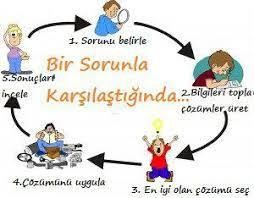 1. Sorunu belirle
Bir Sorunla
Karşılaştığında...
2.Bilgileri topla
çözümler üret
3. En iyi olan çözümü seç
4.Çözümünü uygula
5.Sonuçları
incele